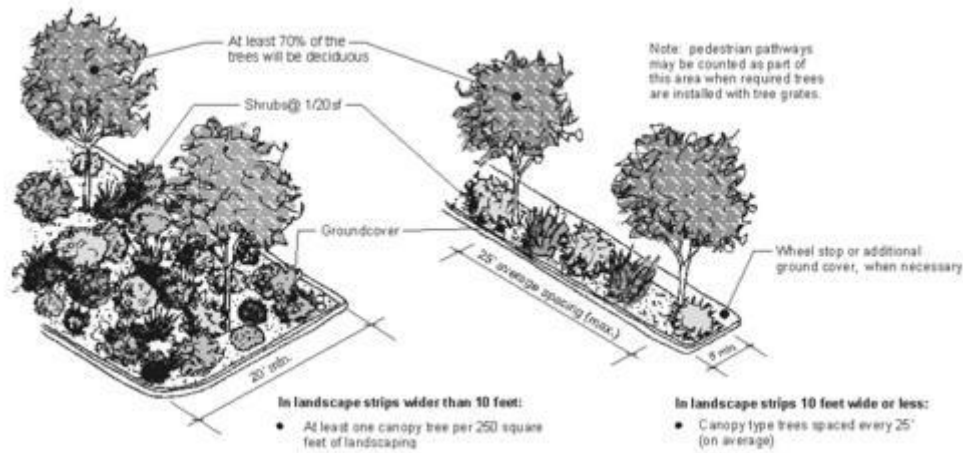 At least 70% of the
trees will be deciduous
Note: pedestrian pathways
may be counted as part of
this area when required trees
are installed with tree grates.
Shrubs@ 1/20sf
Groundcover
Wheel stop or additional
ground cover, when necessary
25' average spacing (max.)
20' min.
5' min.
In landscape strips wider than 10 feet:
● At least one canopy tree per 250 square
feet of landscaping
In landscape strips 10 feet wide or less:
● Canopy type trees spaced every 25'
(on average)